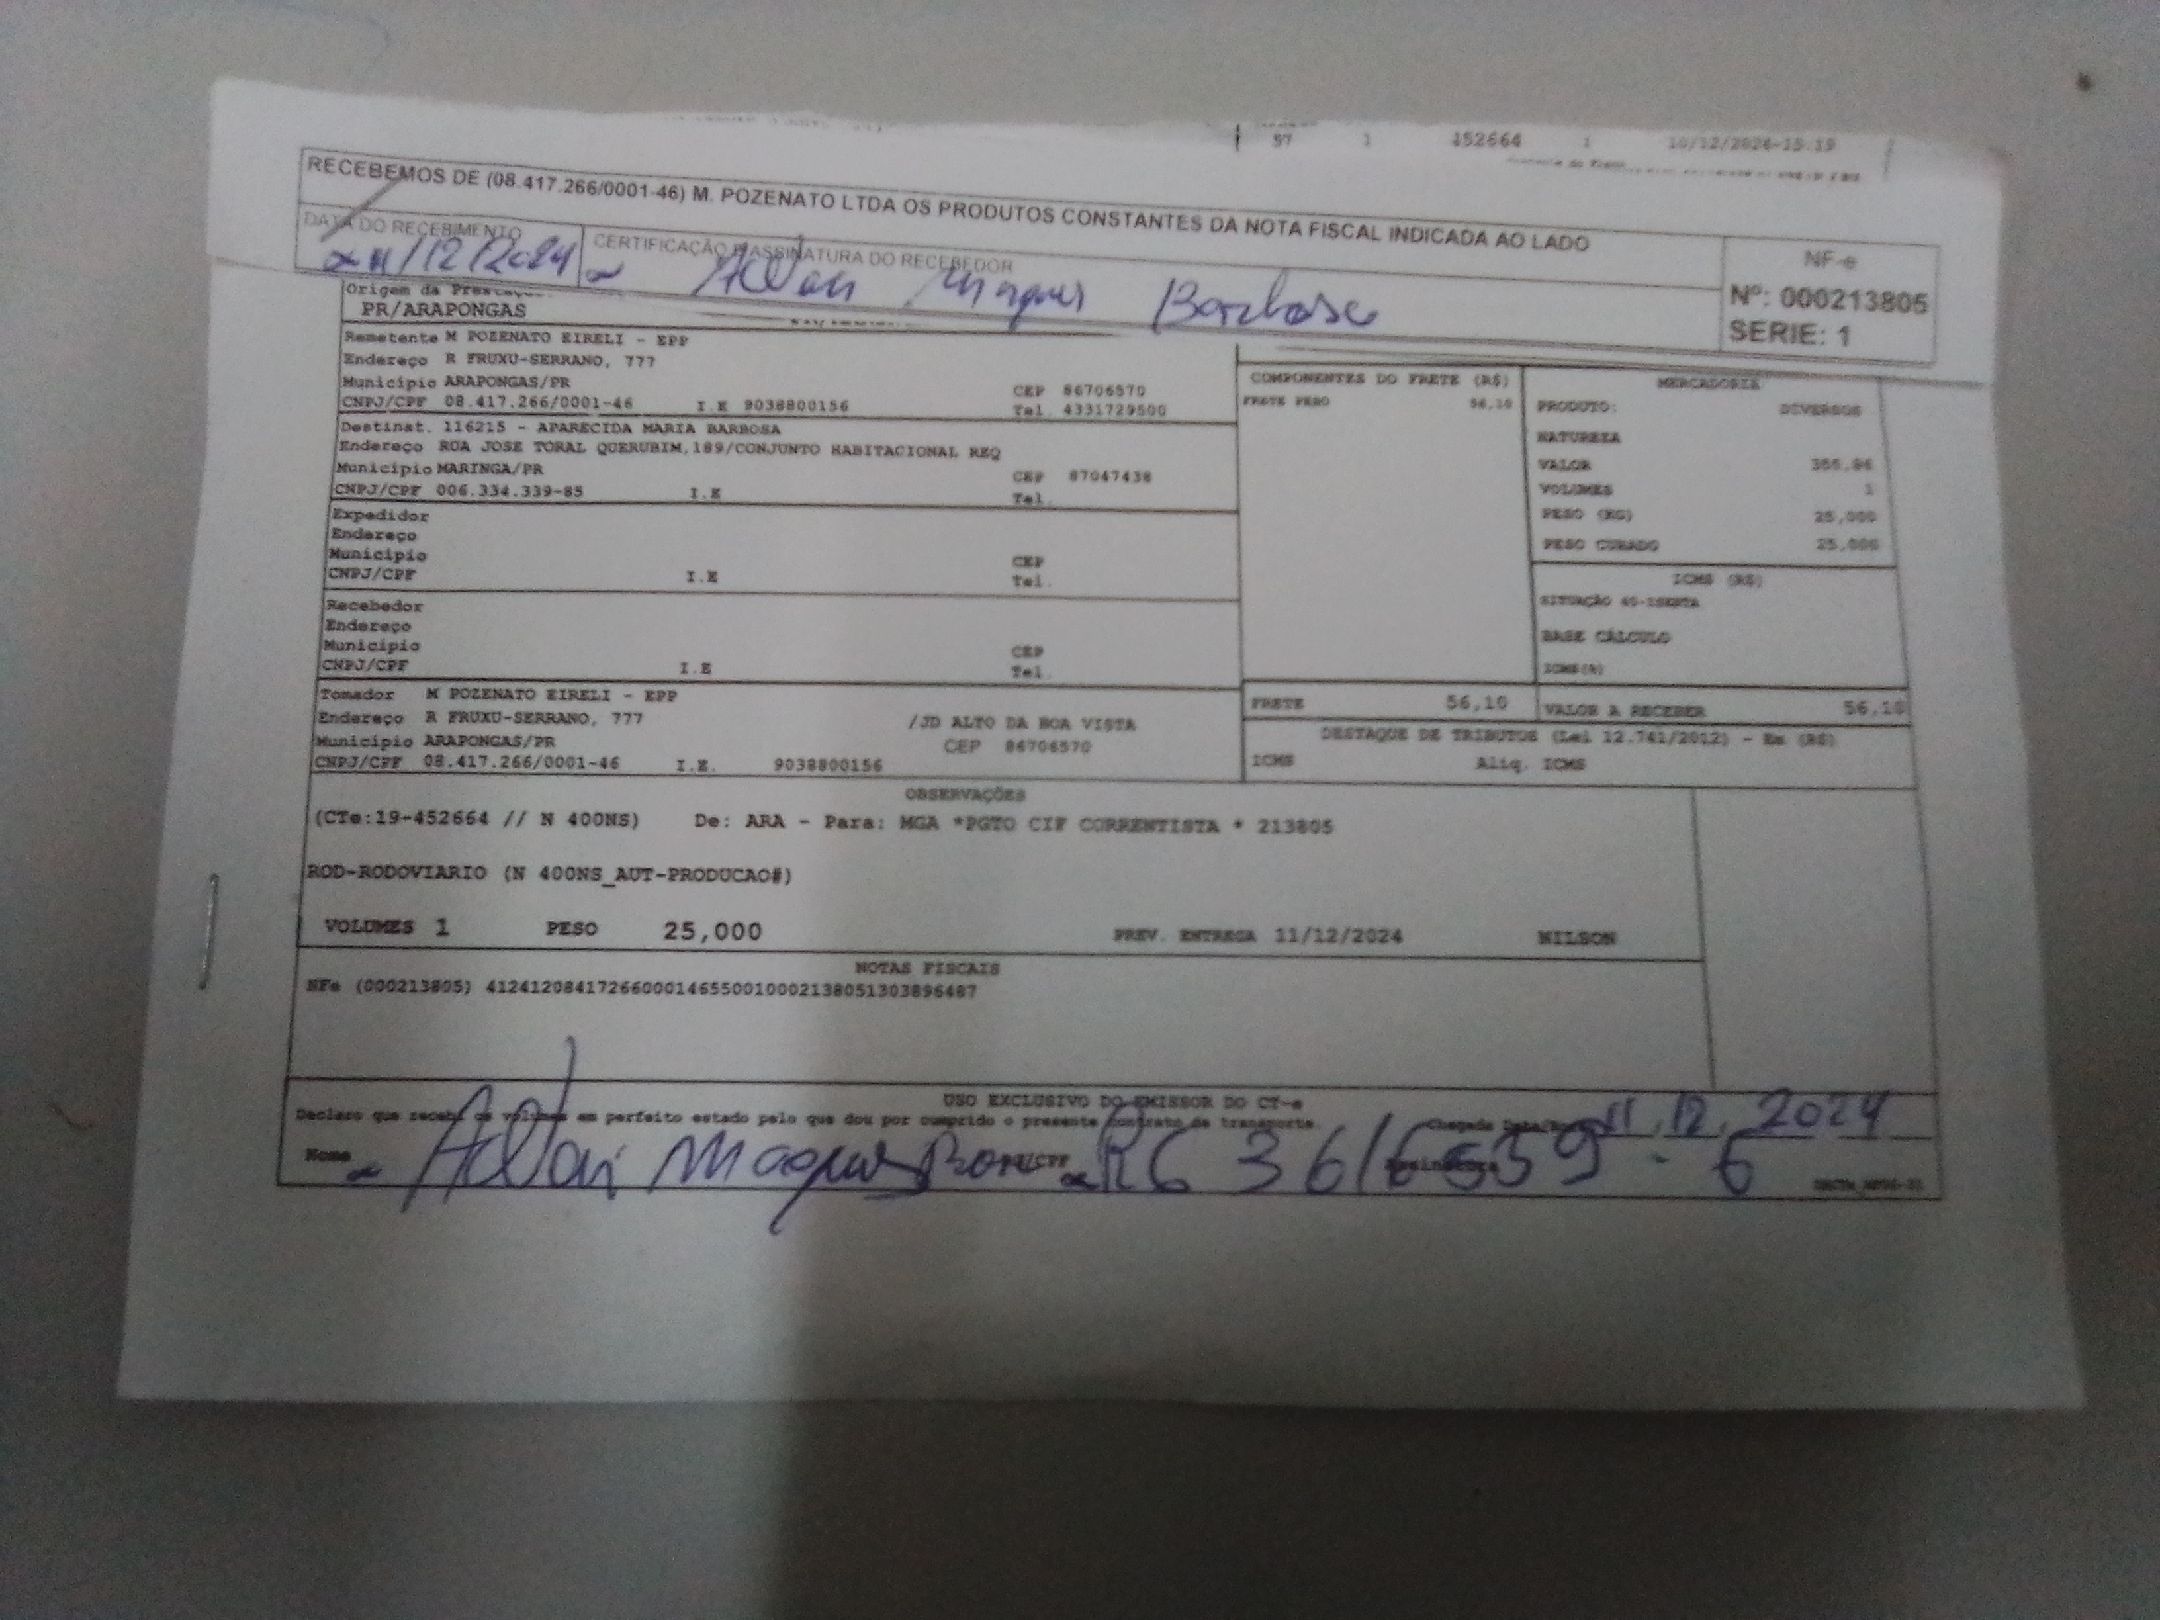 57 1 452664 1 10/12/2024-15.19
RECEBEMOS DE (08.417.266/0001-46) M. POZENATO LTDA OS PRODUTOS CONSTANTES DA NOTA FISCAL INDICADA AO LADO
DATA DO RECEBIMENTO
11/12/2024
CERTIFICAÇÃO E ASSINATURA DO RECEBEDOR
Barbosa
NF-e
Nº: 000213805
SERIE: 1
Origem da
PR/ARAPONGAS
Remetente M POZENATO EIRELI - EPP
Endereço R FRUXU-SERRANO, 777
Município ARAPONGAS/PR CEP 86706570
CNPJ/CPF 08.417.266/0001-46 I.E 9038800156 Tel. 4331729500
Destinat. 116215 - APARECIDA MARIA BARBOSA
Endereço RUA JOSE TORAL QUERUBIM,189/CONJUNTO HABITACIONAL REQ
Município MARINGA/PR CEP 87047438
CNPJ/CPF 006.334.339-85 I.E Tel.
Expedidor
Endereço
Município CEP
CNPJ/CPF I.E Tel.
Recebedor
Endereço
Município CEP
CNPJ/CPF I.E Tel.
Tomador M POZENATO EIRELI - EPP
Endereço R FRUXU-SERRANO, 777 /JD ALTO DA BOA VISTA
Município ARAPONGAS/PR CEP 86706570
CNPJ/CPF 08.417.266/0001-46 I.E. 9038800156
COMPONENTES DO FRETE (R$)
FRETE PESO 56,10
MERCADORIA
PRODUTO: DIVERSOS
NATUREZA
VALOR
VOLUMES 1
PESO (KG) 25,000
PESO CUBADO 25,000
ICMS (R$)
SITUAÇÃO 40-ISENTA
BASE CÁLCULO
ICMS(%)
FRETE 56,10
VALOR A RECEBER 56,10
DESTAQUE DE TRIBUTOS (Lei 12.741/2012) - Em (R$)
ICMS Aliq. ICMS
OBSERVAÇÕES
(CTe:19-452664 // N 400NS) De: ARA - Para: MGA *PGTO CIF CORRENTISTA * 213805
ROD-RODOVIARIO (N 400NS_AUT-PRODUCAO#)
VOLUMES 1 PESO 25,000 PREV. ENTREGA 11/12/2024 NILSON
NOTAS FISCAIS
NFe (000213805) 41241208417266000146550010002138051303896487
USO EXCLUSIVO DO EMISSOR DO CT-e
Declaro que recebi os volumes em perfeito estado pelo que dou por cumprido o presente contrato de transporte.
Chegada 11.12.2024
Nome
RG